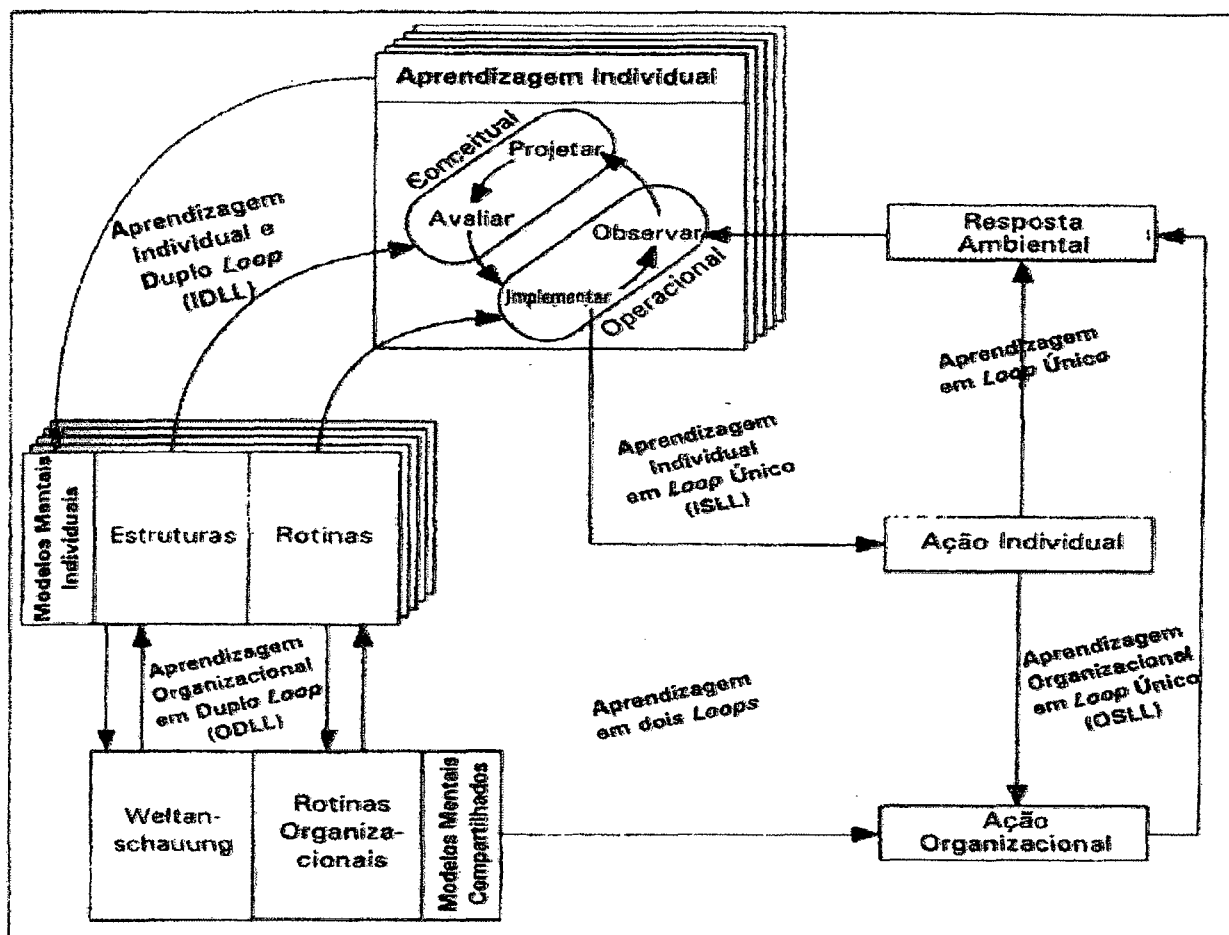 Aprendizagem Individual
Conceitual
Projetar
Avaliar
Observar
Implementar
Operacional
Aprendizagem
Individual e
Duplo Loop
(IDLL)
Resposta
Ambiental
Aprendizagem
em Loop Único
Aprendizagem
Individual
em Loop Único
(ISLL)
Modelos Mentais
Individuais
Estruturas
Rotinas
Ação Individual
Aprendizagem
Organizacional
em Duplo Loop
(ODLL)
Aprendizagem
em dois Loops
Aprendizagem
Organizacional
em Loop Único
(OSLL)
Weltan-
schauung
Rotinas
Organiza-
cionais
Modelos Mentais
Compartilhados
Ação
Organizacional